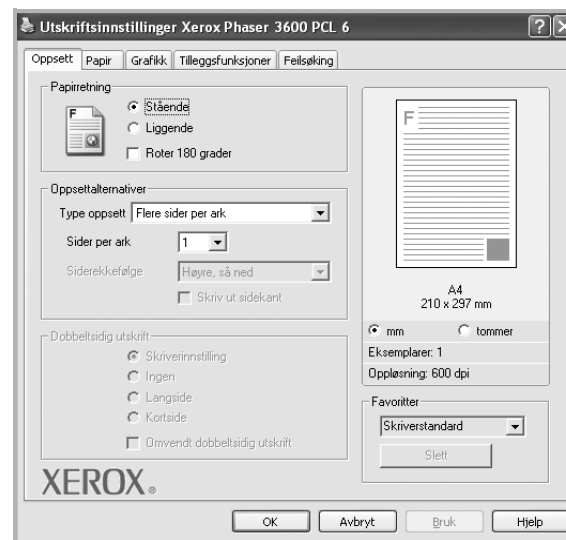 Utskriftsinnstillinger Xerox Phaser 3600 PCL 6
Oppsett Papir Grafikk Tilleggsfunksjoner Feilsøking
Papirretning
F
Stående
Liggende
Roter 180 grader
Oppsettalternativer
Type oppsett Flere sider per ark
Sider per ark 1
Siderekkefølge Høyre, så ned
Skriv ut sidekant
Dobbeltsidig utskrift
Skriverinnstilling
Ingen
Langside
Kortside
Omvendt dobbeltsidig utskrift
XEROX®
F
A4
210 x 297 mm
mm tommer
Eksemplarer: 1
Oppløsning: 600 dpi
Favoritter
Skriverstandard
Slett
OK Avbryt Bruk Hjelp